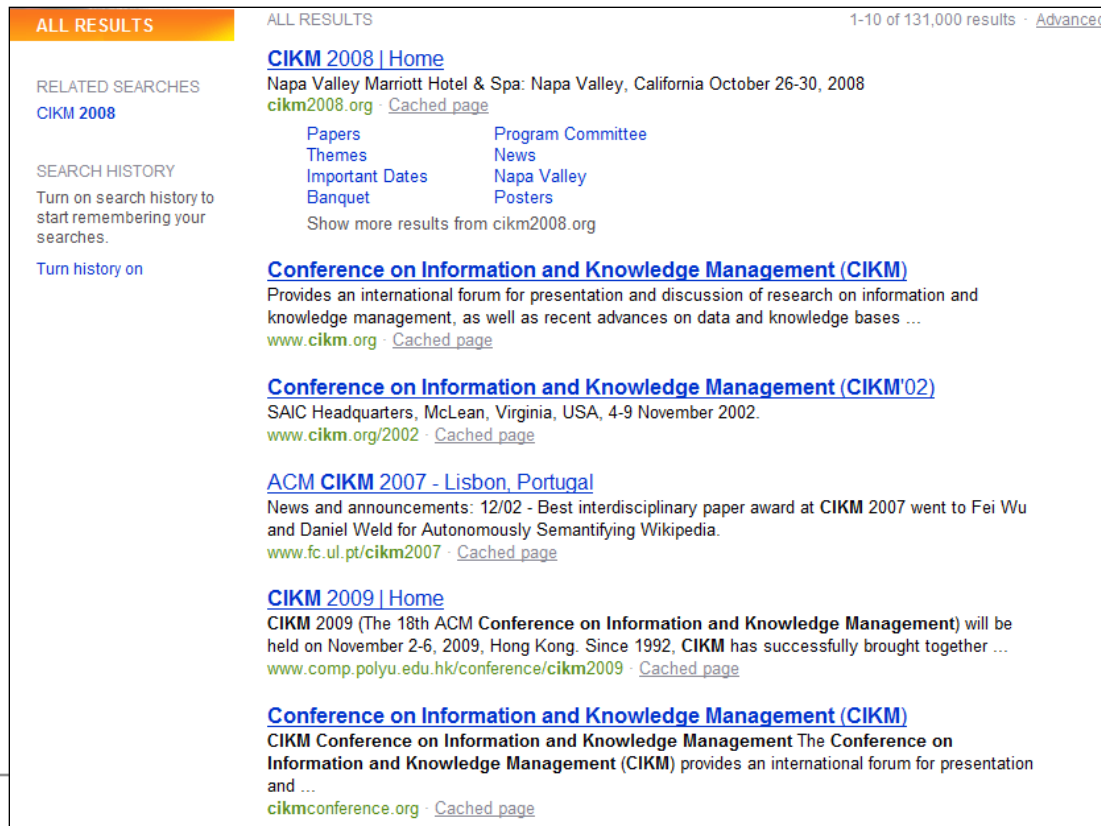 ALL RESULTS
RELATED SEARCHES
CIKM 2008
SEARCH HISTORY
Turn on search history to
start remembering your
searches.
Turn history on
ALL RESULTS
1-10 of 131,000 results · Advanced
CIKM 2008 | Home
Napa Valley Marriott Hotel & Spa: Napa Valley, California October 26-30, 2008
cikm2008.org · Cached page
Papers Program Committee
Themes News
Important Dates Napa Valley
Banquet Posters
Show more results from cikm2008.org
Conference on Information and Knowledge Management (CIKM)
Provides an international forum for presentation and discussion of research on information and
knowledge management, as well as recent advances on data and knowledge bases ...
www.cikm.org · Cached page
Conference on Information and Knowledge Management (CIKM'02)
SAIC Headquarters, McLean, Virginia, USA, 4-9 November 2002.
www.cikm.org/2002 · Cached page
ACM CIKM 2007 - Lisbon, Portugal
News and announcements: 12/02 - Best interdisciplinary paper award at CIKM 2007 went to Fei Wu
and Daniel Weld for Autonomously Semantifying Wikipedia.
www.fc.ul.pt/cikm2007 · Cached page
CIKM 2009 | Home
CIKM 2009 (The 18th ACM Conference on Information and Knowledge Management) will be
held on November 2-6, 2009, Hong Kong. Since 1992, CIKM has successfully brought together ...
www.comp.polyu.edu.hk/conference/cikm2009 · Cached page
Conference on Information and Knowledge Management (CIKM)
CIKM Conference on Information and Knowledge Management The Conference on
Information and Knowledge Management (CIKM) provides an international forum for presentation
and ...
cikmconference.org · Cached page